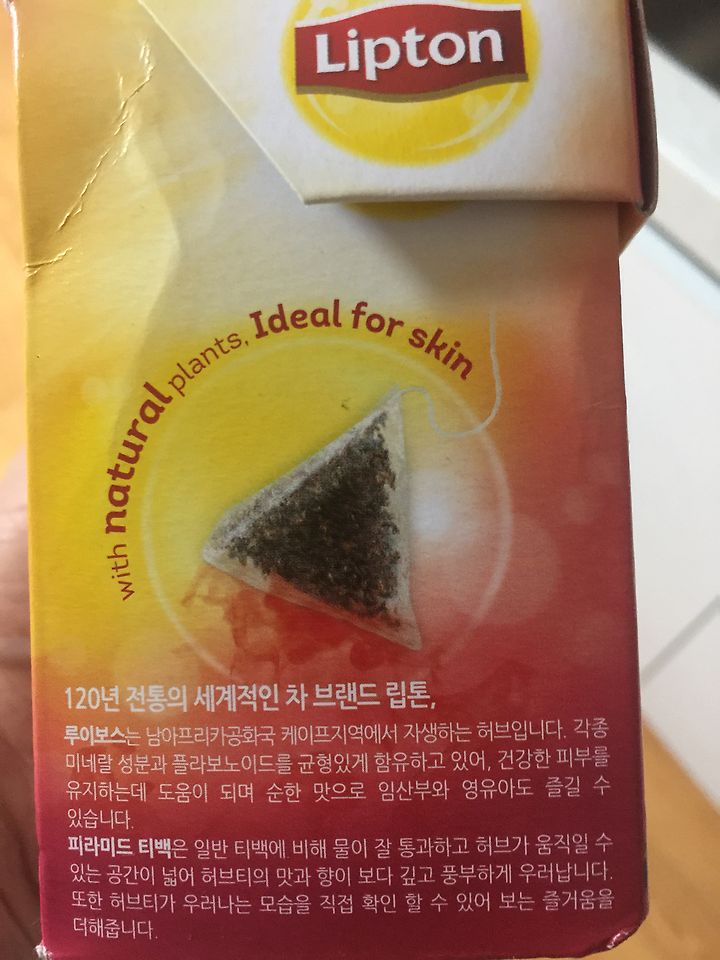 Lipton
with natural plants, Ideal for skin
120년 전통의 세계적인 차 브랜드 립톤,
루이보스는 남아프리카공화국 케이프지역에서 자생하는 허브입니다. 각종
미네랄 성분과 플라보노이드를 균형있게 함유하고 있어, 건강한 피부를
유지하는데 도움이 되며 순한 맛으로 임산부와 영유아도 즐길 수
있습니다.
피라미드 티백은 일반 티백에 비해 물이 잘 통과하고 허브가 움직일 수
있는 공간이 넓어 허브티의 맛과 향이 보다 깊고 풍부하게 우러납니다.
또한 허브티가 우러나는 모습을 직접 확인 할 수 있어 보는 즐거움을
더해줍니다.